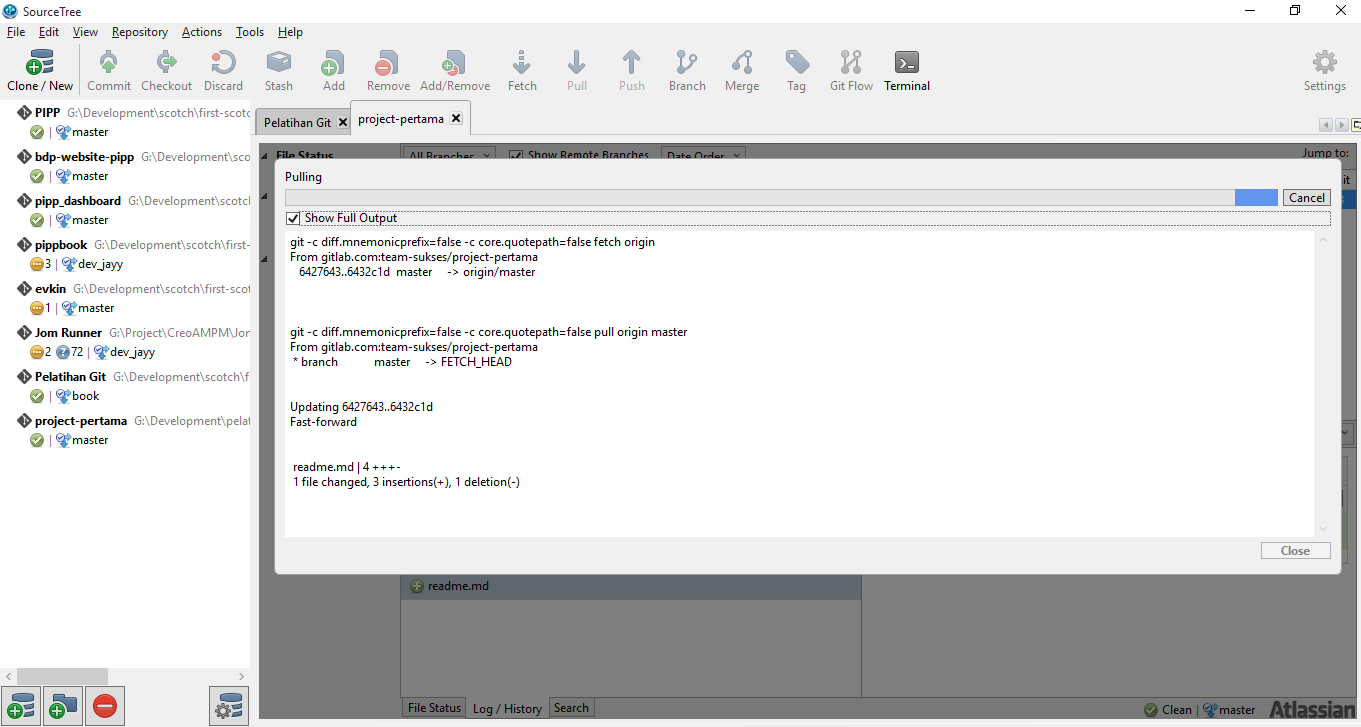 SourceTree
File Edit View Repository Actions Tools Help
Clone / New Commit Checkout Discard Stash Add Remove Add/Remove Fetch Pull Push Branch Merge Tag Git Flow Terminal Settings
PIPP G:\Development\scotch\first-scotc
master
bdp-website-pipp G:\Development\sco
master
pipp_dashboard G:\Development\scotcl
master
pippbook G:\Development\scotch\first-
3 | dev_jayy
evkin G:\Development\scotch\first-scot
1 | master
Jom Runner G:\Project\CreoAMPM\Jor
2 72 | dev_jayy
Pelatihan Git G:\Development\scotch\f
book
project-pertama G:\Development\pelat
master
Pelatihan Git project-pertama
File Status All Branches Show Remote Branches Date Order Jump to:
Pulling
Cancel
Show Full Output
git -c diff.mnemonicprefix=false -c core.quotepath=false fetch origin
From gitlab.com:team-sukses/project-pertama
6427643..6432c1d master -> origin/master
git -c diff.mnemonicprefix=false -c core.quotepath=false pull origin master
From gitlab.com:team-sukses/project-pertama
* branch master -> FETCH_HEAD
Updating 6427643..6432c1d
Fast-forward
readme.md | 4 +++-
1 file changed, 3 insertions(+), 1 deletion(-)
Close
readme.md
File Status Log / History Search
Clean | master Atlassian